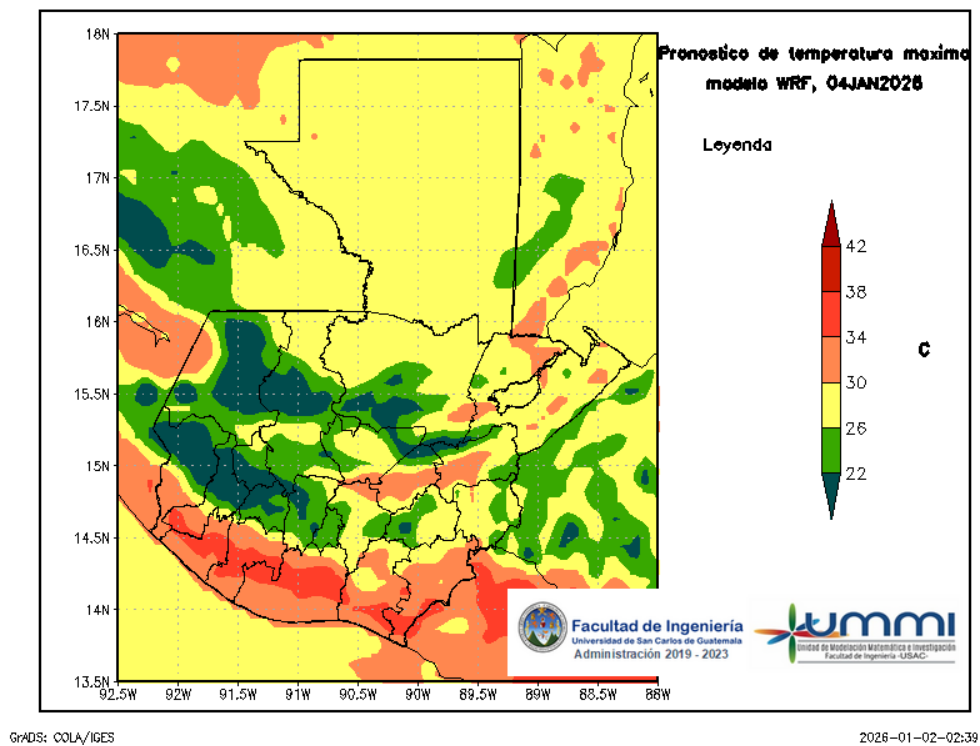 Pronostico de temperatura maxima
modelo WRF, 04JAN2026
Leyenda
42
38
34
30
26
22
C
18N
17.5N
17N
16.5N
16N
15.5N
15N
14.5N
14N
13.5N
92.5W
92W
91.5W
91W
90.5W
90W
89.5W
89W
88.5W
88W
Facultad de Ingeniería
Universidad de San Carlos de Guatemala
Administración 2019 - 2023
ummi
Unidad de Modelación Matemática e Investigación
Facultad de Ingeniería -USAC-
GrADS: COLA/IGES
2026-01-02-02:39